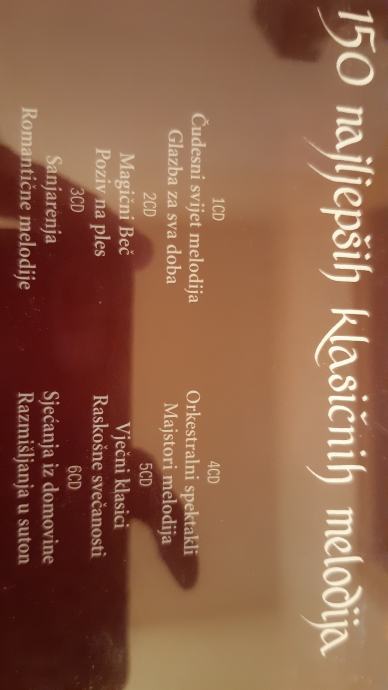 150 najljepših klasičnih melodija
1CD
Čudesni svijet melodija
Glazba za sva doba
2CD
Magični Beč
Poziv na ples
3CD
Sanjarenja
Romantične melodije
4CD
Orkestralni spektakli
Majstori melodija
5CD
Vječni klasici
Raskošne svečanosti
6CD
Sjećanja iz domovine
Razmišljanja u suton